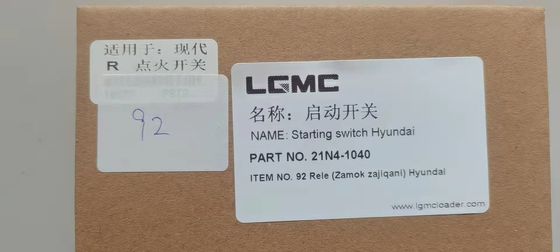 适用于：现代
R 点火开关
92
LGMC
名称：启动开关
NAME: Starting switch Hyundai
PART NO. 21N4-1040
ITEM NO. 92 Rele (Zamok zajiqani) Hyundai
www.lgmcloader.com